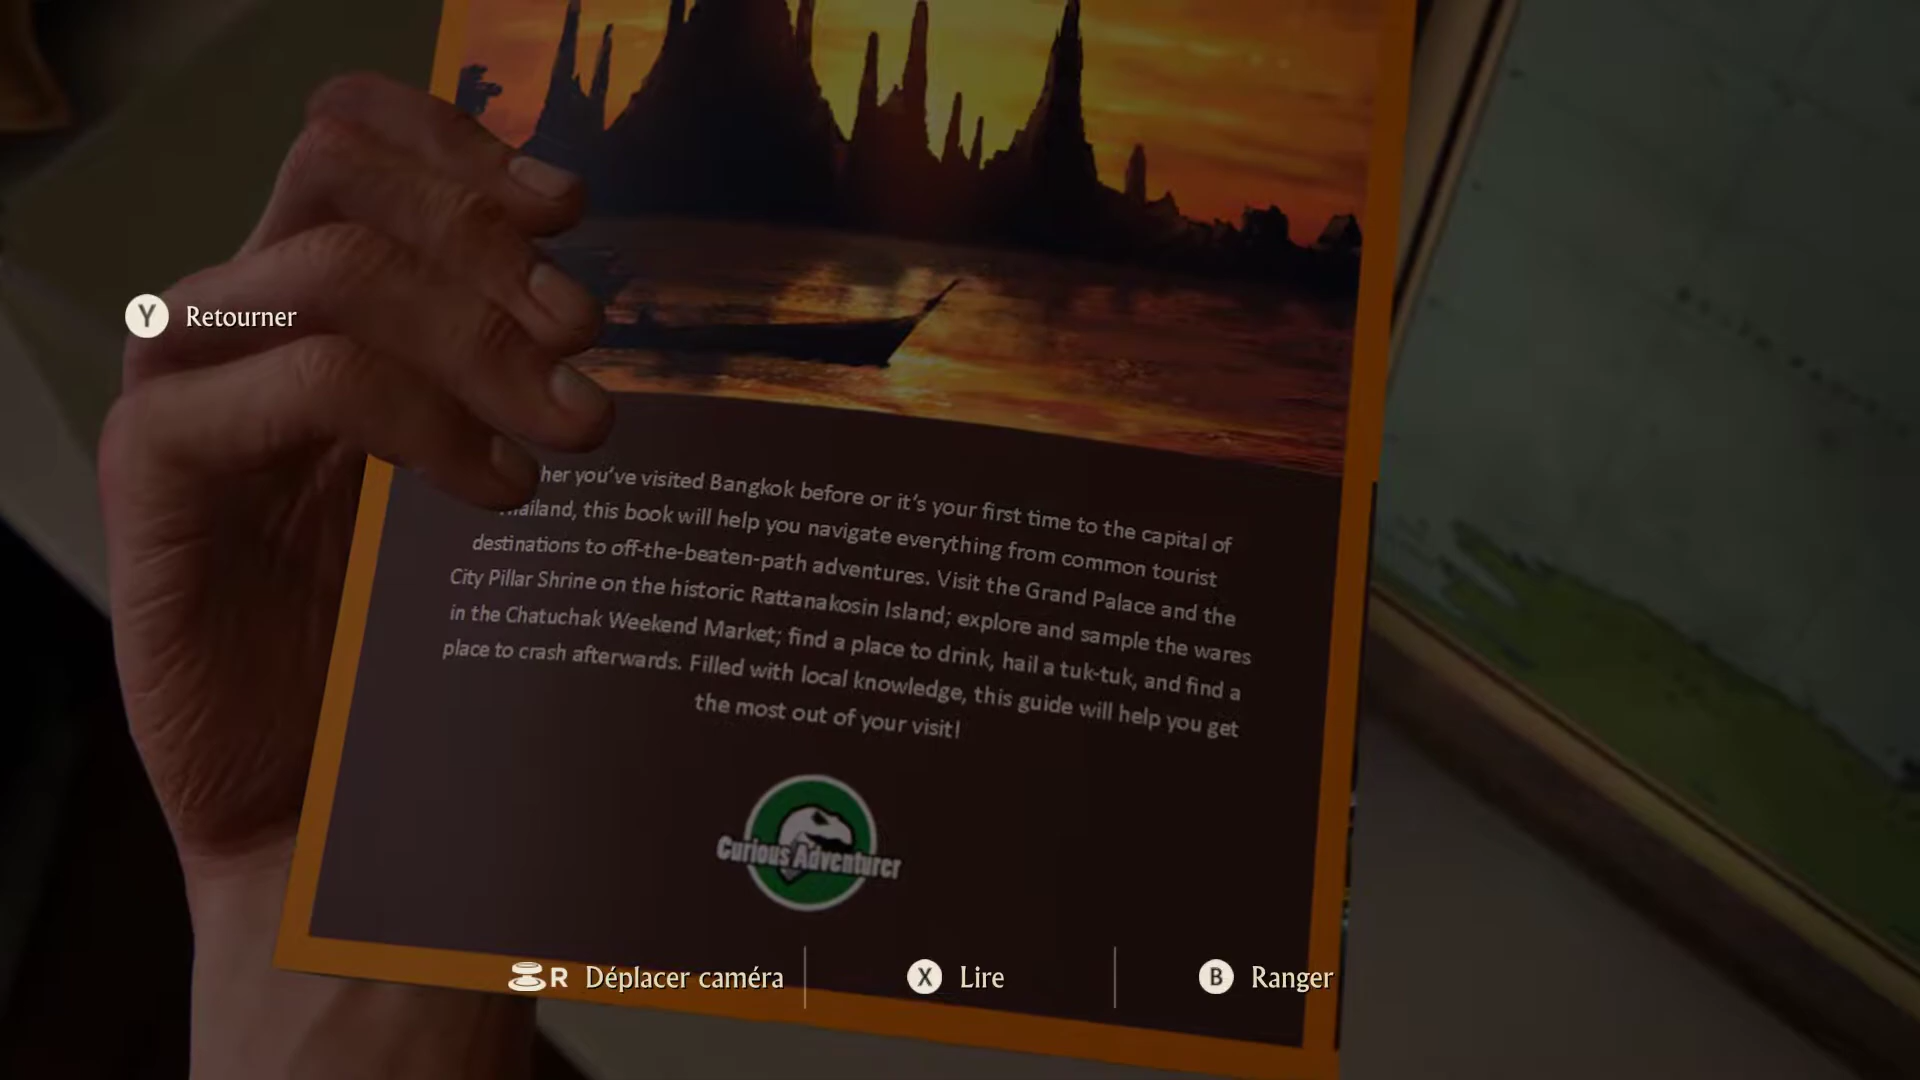 Y Retourner
her you've visited Bangkok before or it's your first time to the capital of
ailand, this book will help you navigate everything from common tourist
destinations to off-the-beaten-path adventures. Visit the Grand Palace and the
City Pillar Shrine on the historic Rattanakosin Island; explore and sample the wares
in the Chatuchak Weekend Market; find a place to drink, hail a tuk-tuk, and find a
place to crash afterwards. Filled with local knowledge, this guide will help you get
the most out of your visit!
Curious Adventurer
R Déplacer caméra
X Lire
B Ranger